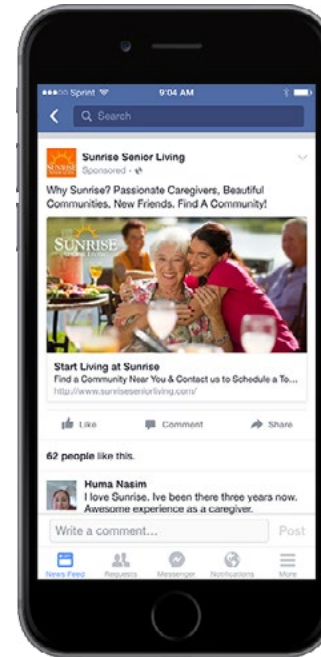 Sprint 9:04 AM
Search
SUNRISE
Sunrise Senior Living
Sponsored ·
Why Sunrise? Passionate Caregivers, Beautiful
Communities, New Friends. Find A Community!
SUNRISE
SENIOR LIVING
Start Living at Sunrise
Find a Community Near You & Contact us to Schedule a To...
http://www.sunriseseniorliving.com/
Like Comment Share
62 people like this.
Huma Nasim
I love Sunrise. Ive been there three years now.
Awesome experience as a caregiver.
Write a comment... Post
News Feed Requests Messenger Notifications More